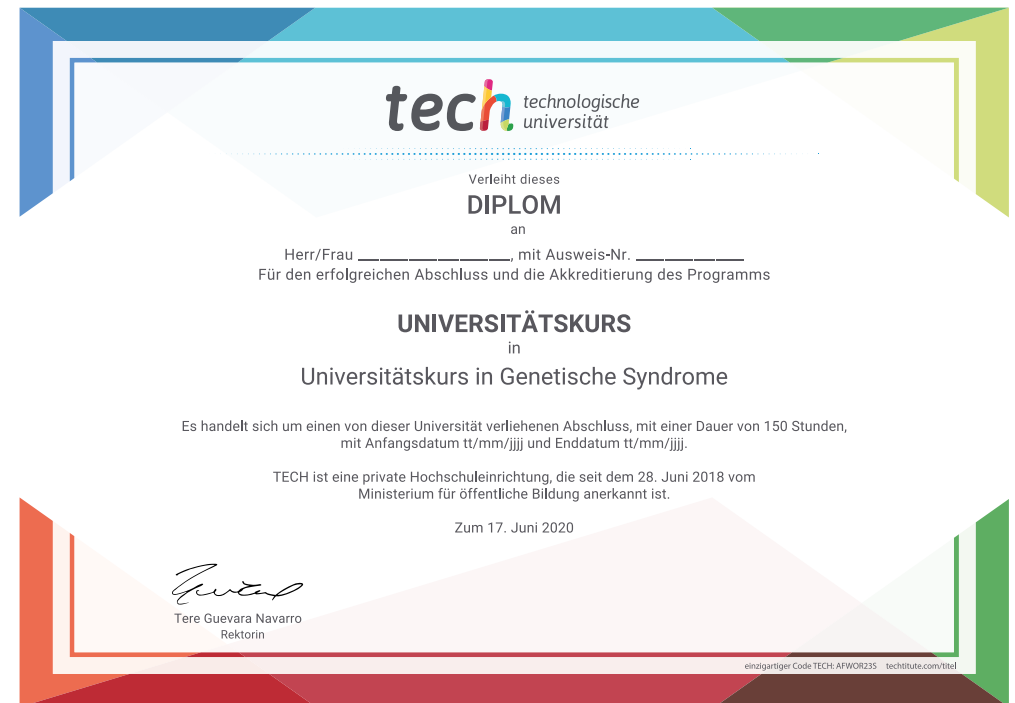 tech technologische
universität
Verleiht dieses
DIPLOM
an
Herr/Frau ____________________, mit Ausweis-Nr. ______________
Für den erfolgreichen Abschluss und die Akkreditierung des Programms
UNIVERSITÄTSKURS
in
Universitätskurs in Genetische Syndrome
Es handelt sich um einen von dieser Universität verliehenen Abschluss, mit einer Dauer von 150 Stunden,
mit Anfangsdatum tt/mm/jjjj und Enddatum tt/mm/jjjj.
TECH ist eine private Hochschuleinrichtung, die seit dem 28. Juni 2018 vom
Ministerium für öffentliche Bildung anerkannt ist.
Zum 17. Juni 2020
Tere Guevara Navarro
Rektorin
einzigartiger Code TECH: AFWOR23S techtitute.com/titel